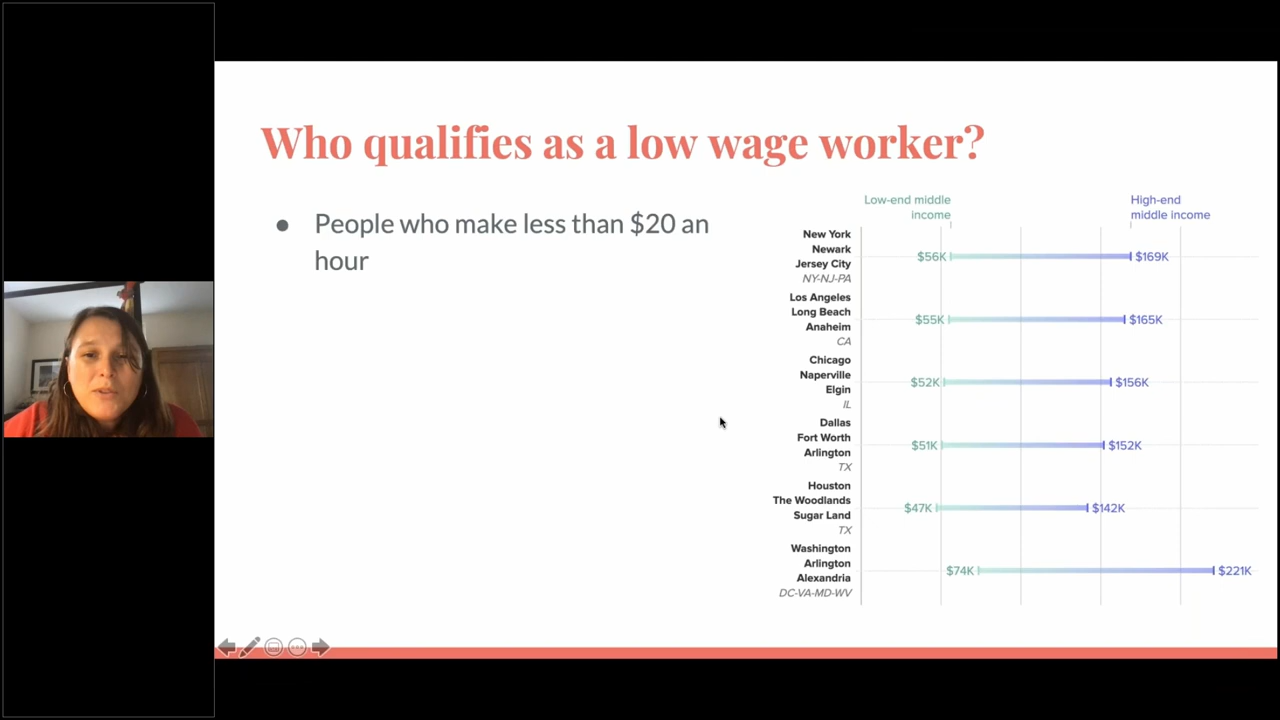 Who qualifies as a low wage worker?
● People who make less than $20 an
hour
Low-end middle
income
High-end
middle income
New York
Newark
Jersey City
NY-NJ-PA
$56K
$169K
Los Angeles
Long Beach
Anaheim
CA
$55K
$165K
Chicago
Naperville
Elgin
IL
$52K
$156K
Dallas
Fort Worth
Arlington
TX
$51K
$152K
Houston
The Woodlands
Sugar Land
TX
$47K
$142K
Washington
Arlington
Alexandria
DC-VA-MD-WV
$74K
$221K